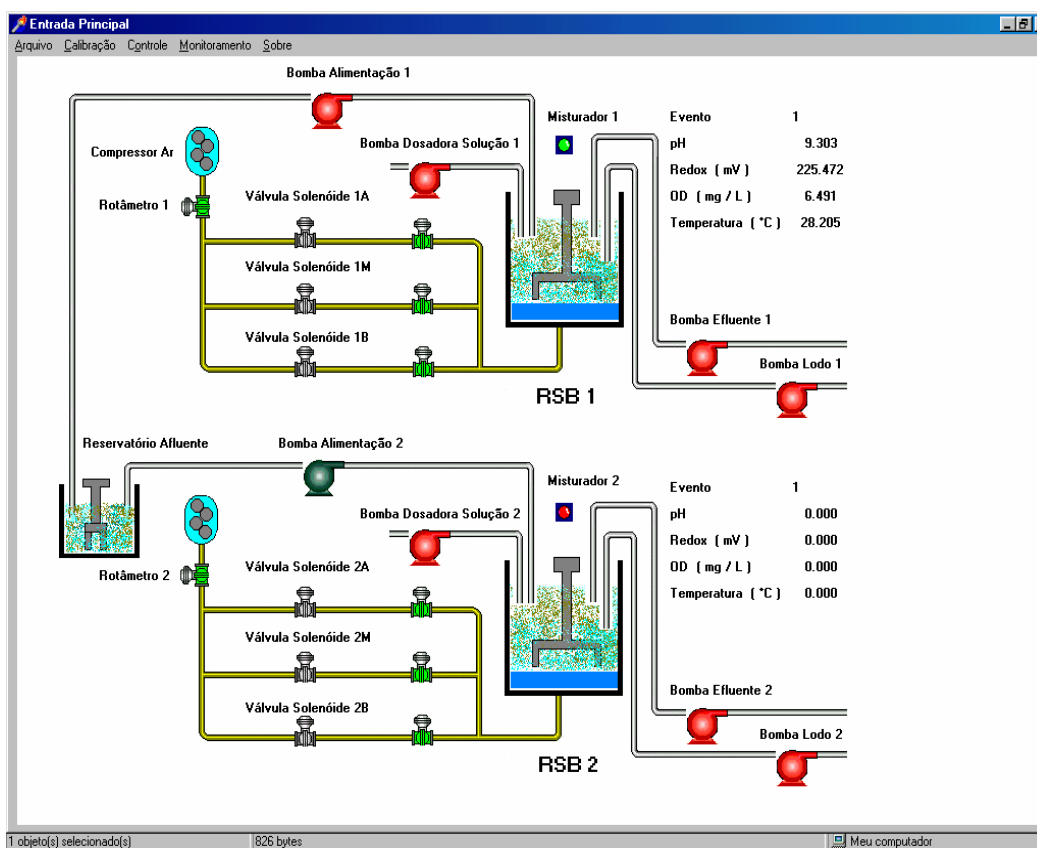 Entrada Principal
Arquivo Calibração Controle Monitoramento Sobre
Bomba Alimentação 1
Compressor Ar
Rotâmetro 1
Bomba Dosadora Solução 1
Válvula Solenóide 1A
Válvula Solenóide 1M
Válvula Solenóide 1B
Misturador 1
Evento 1
pH 9.303
Redox ( mV ) 225.472
OD ( mg / L ) 6.491
Temperatura ( °C ) 28.205
Bomba Efluente 1
Bomba Lodo 1
RSB 1
Reservatório Afluente
Bomba Alimentação 2
Bomba Dosadora Solução 2
Rotâmetro 2
Válvula Solenóide 2A
Válvula Solenóide 2M
Válvula Solenóide 2B
Misturador 2
Evento 1
pH 0.000
Redox ( mV ) 0.000
OD ( mg / L ) 0.000
Temperatura ( °C ) 0.000
Bomba Efluente 2
Bomba Lodo 2
RSB 2
1 objeto(s) selecionado(s) 826 bytes Meu computador